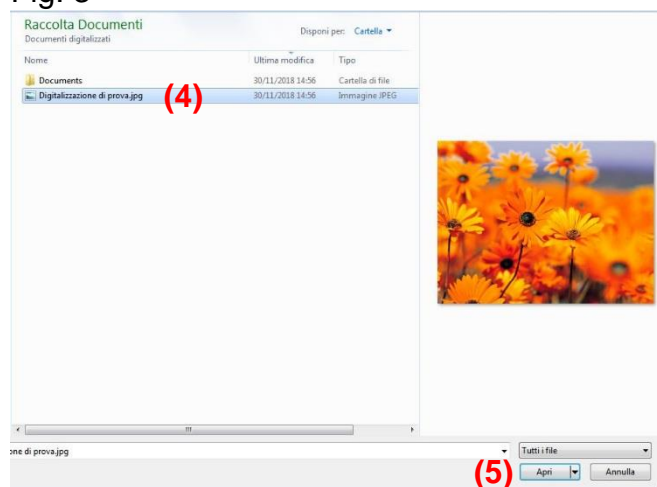 Raccolta Documenti
Documenti digitalizzati
Disponi per: Cartella
Nome Ultima modifica Tipo
Documents 30/11/2018 14:56 Cartella di file
Digitalizzazione di prova.jpg (4) 30/11/2018 14:56 Immagine JPEG
one di prova.jpg Tutti i file
(5) Apri Annulla